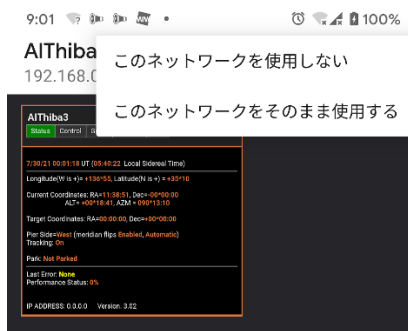 9:01
100%
AlThiba
192.168.0
このネットワークを使用しない
このネットワークをそのまま使用する
AlThiba3
Status Control
7/30/21 00:01:18 UT (05:40:22 Local Sidereal Time)
Longitude(W is +)= +136*55, Latitude(N is +) = +35*10
Current Coordinates: RA=11:38:51, Dec=-00*00:00
ALT= +00*18:41, AZM = 090*13:10
Target Coordinates: RA=00:00:00, Dec=+00*00:00
Pier Side=West (meridian flips Enabled, Automatic)
Tracking: On
Park: Not Parked
Last Error: None
Performance Status: 0%
IP ADDRESS: 0.0.0.0 Version. 3.02